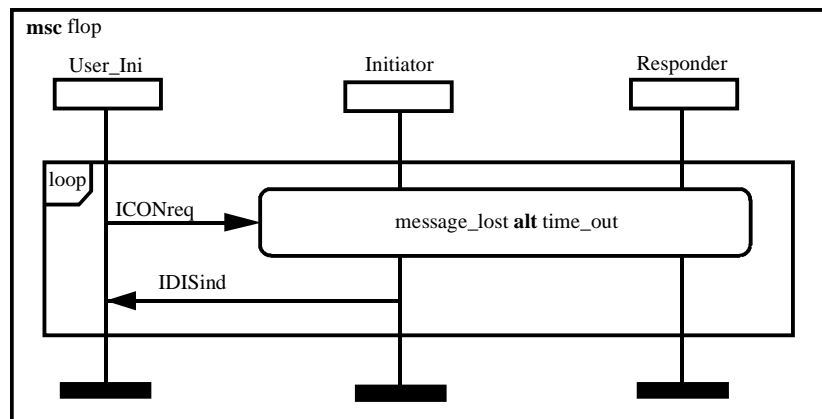 msc flop
User_Ini
Initiator
Responder
loop
ICONreq
message_lost alt time_out
IDISind